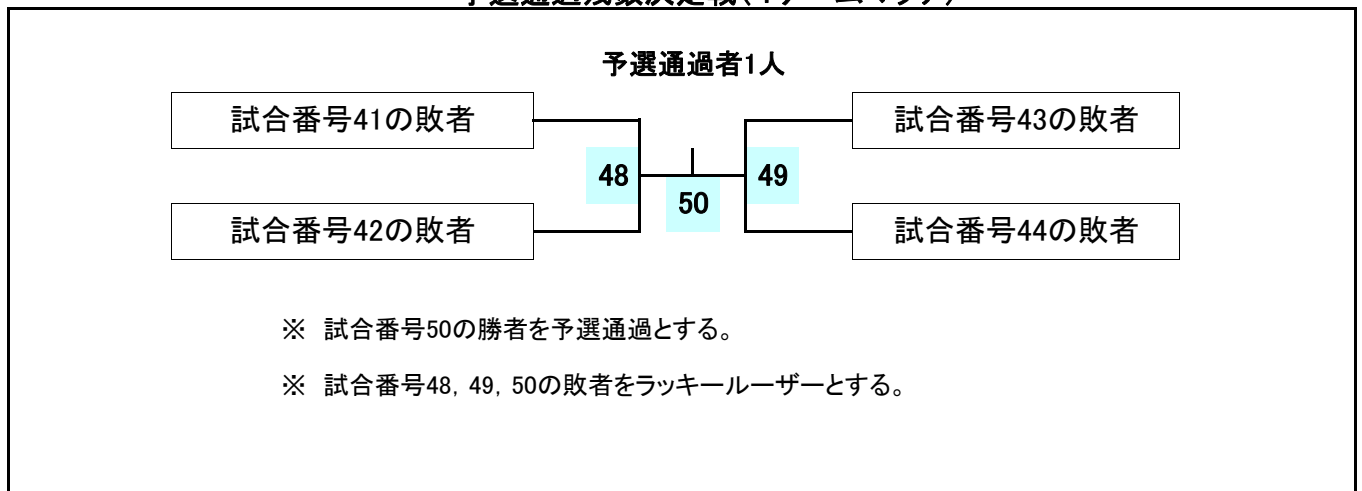 予選通過者1人
試合番号41の敗者
試合番号43の敗者
48
49
50
試合番号42の敗者
試合番号44の敗者
※ 試合番号50の勝者を予選通過とする。
※ 試合番号48, 49, 50の敗者をラッキールーザーとする。